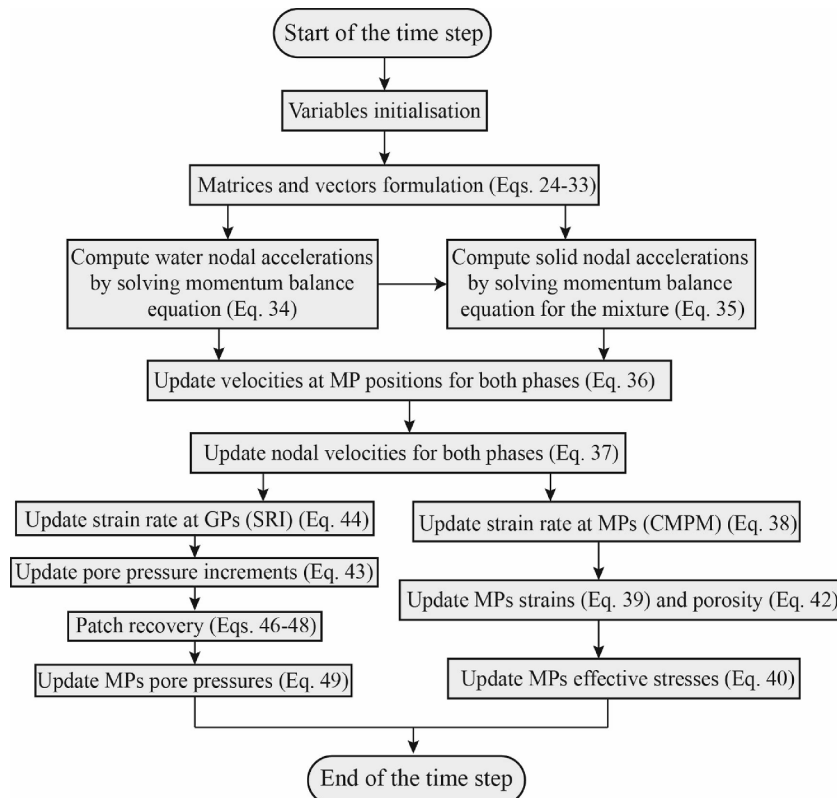 Start of the time step
Variables initialisation
Matrices and vectors formulation (Eqs. 24-33)
Compute water nodal accelerations
by solving momentum balance
equation (Eq. 34)
Compute solid nodal accelerations
by solving momentum balance
equation for the mixture (Eq. 35)
Update velocities at MP positions for both phases (Eq. 36)
Update nodal velocities for both phases (Eq. 37)
Update strain rate at GPs (SRI) (Eq. 44)
Update pore pressure increments (Eq. 43)
Patch recovery (Eqs. 46-48)
Update MPs pore pressures (Eq. 49)
Update strain rate at MPs (CMPM) (Eq. 38)
Update MPs strains (Eq. 39) and porosity (Eq. 42)
Update MPs effective stresses (Eq. 40)
End of the time step